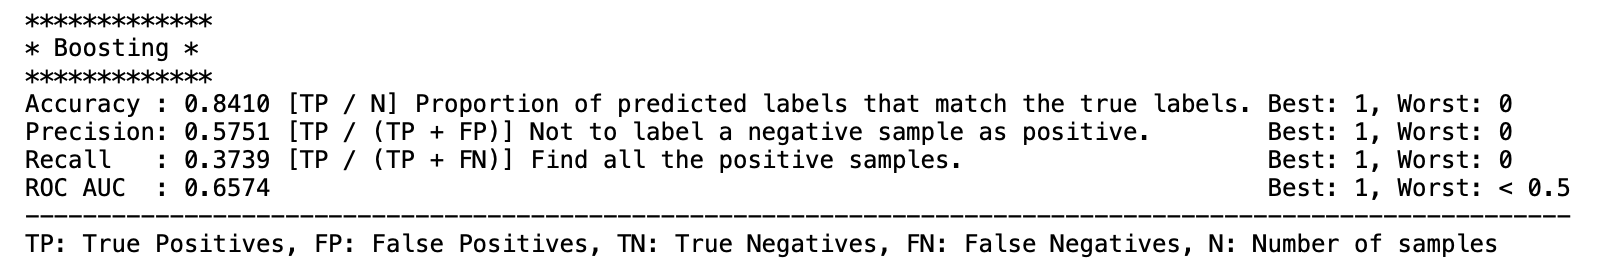 *************
* Boosting *
*************
Accuracy : 0.8410 [TP / N] Proportion of predicted labels that match the true labels. Best: 1, Worst: 0
Precision: 0.5751 [TP / (TP + FP)] Not to label a negative sample as positive.        Best: 1, Worst: 0
Recall   : 0.3739 [TP / (TP + FN)] Find all the positive samples.                     Best: 1, Worst: 0
ROC AUC  : 0.6574                                                                     Best: 1, Worst: < 0.5
-----------------------------------------------------------------------------------------------------------
TP: True Positives, FP: False Positives, TN: True Negatives, FN: False Negatives, N: Number of samples